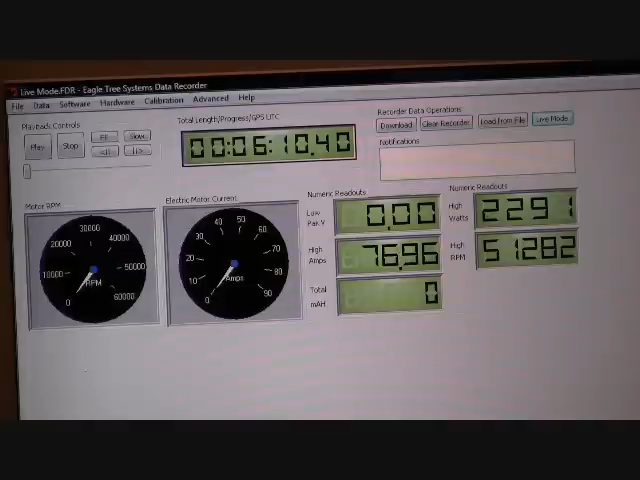 Live Mode.FDR - Eagle Tree Systems Data Recorder
File Data Software Hardware Calibration Advanced Help
Playback Controls
Play Stop FF Slow
<|| ||>
Total Length/Progress/GPS UTC
00:06:10.40
Recorder Data Operations
Download Clear Recorder Load from File Live Mode
Notifications
Motor RPM
0 10000 20000 30000 40000 50000 60000
RPM
Electric Motor Current
0 10 20 30 40 50 60 70 80 90
Amps
Numeric Readouts
Low Pak V 0.00
High Amps 76.96
Total mAH 0
Numeric Readouts
High Watts 2291
High RPM 51282